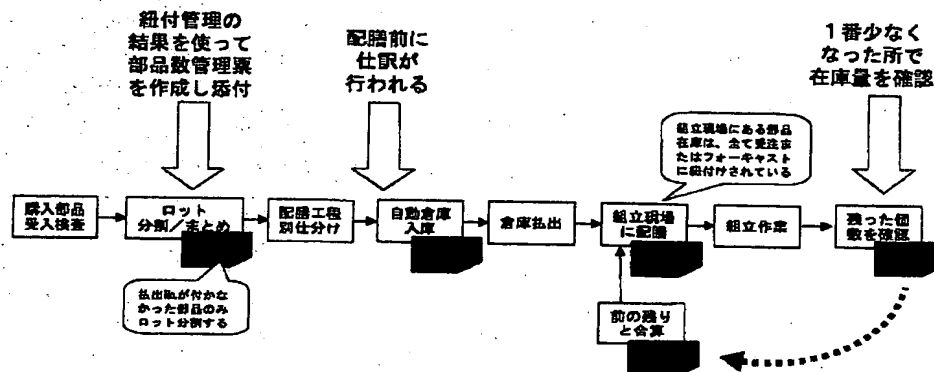 紐付管理の
結果を使って
部品数管理票
を作成し添付
配膳前に
仕訳が
行われる
1番少なく
なった所で
在庫量を確認
組立現場にある部品
在庫は、全て受注ま
たはフォーキャスト
に紐付けされている
購入部品
受入検査
ロット
分割／まとめ
配膳工程
別仕分け
自動倉庫
入庫
倉庫払出
組立現場
に配膳
組立作業
残った個
数を確認
払出№が付かな
かった部品のみ
ロット分割する
前の残り
と合算